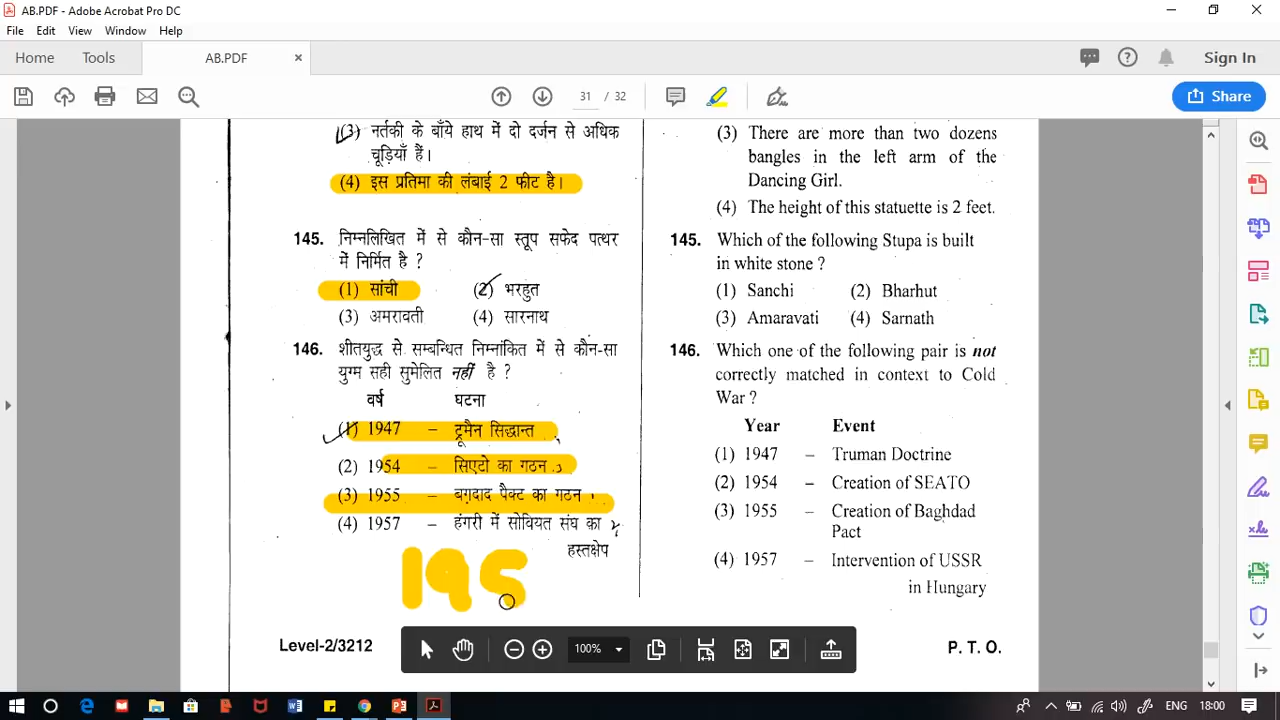 AB.PDF - Adobe Acrobat Pro DC
File Edit View Window Help
Home Tools AB.PDF × Sign In
31 / 32 Share
(3) नर्तकी के बाँये हाथ में दो दर्जन से अधिक
चूड़ियाँ हैं।
(4) इस प्रतिमा की लंबाई 2 फीट है।
145. निम्नलिखित में से कौन-सा स्तूप सफेद पत्थर
में निर्मित है ?
(1) सांची (2) भरहुत
(3) अमरावती (4) सारनाथ
146. शीतयुद्ध से सम्बन्धित निम्नांकित में से कौन-सा
युग्म सही सुमेलित नहीं है ?
वर्ष घटना
(1) 1947 – ट्रूमैन सिद्धान्त
(2) 1954 – सिएटो का गठन
(3) 1955 – बग़दाद पैक्ट का गठन
(4) 1957 – हंगरी में सोवियत संघ का
हस्तक्षेप
195
(3) There are more than two dozens
bangles in the left arm of the
Dancing Girl.
(4) The height of this statuette is 2 feet.
145. Which of the following Stupa is built
in white stone ?
(1) Sanchi (2) Bharhut
(3) Amaravati (4) Sarnath
146. Which one of the following pair is not
correctly matched in context to Cold
War ?
Year Event
(1) 1947 – Truman Doctrine
(2) 1954 – Creation of SEATO
(3) 1955 – Creation of Baghdad
Pact
(4) 1957 – Intervention of USSR
in Hungary
Level-2/3212 P. T. O.
100%
ENG 18:00